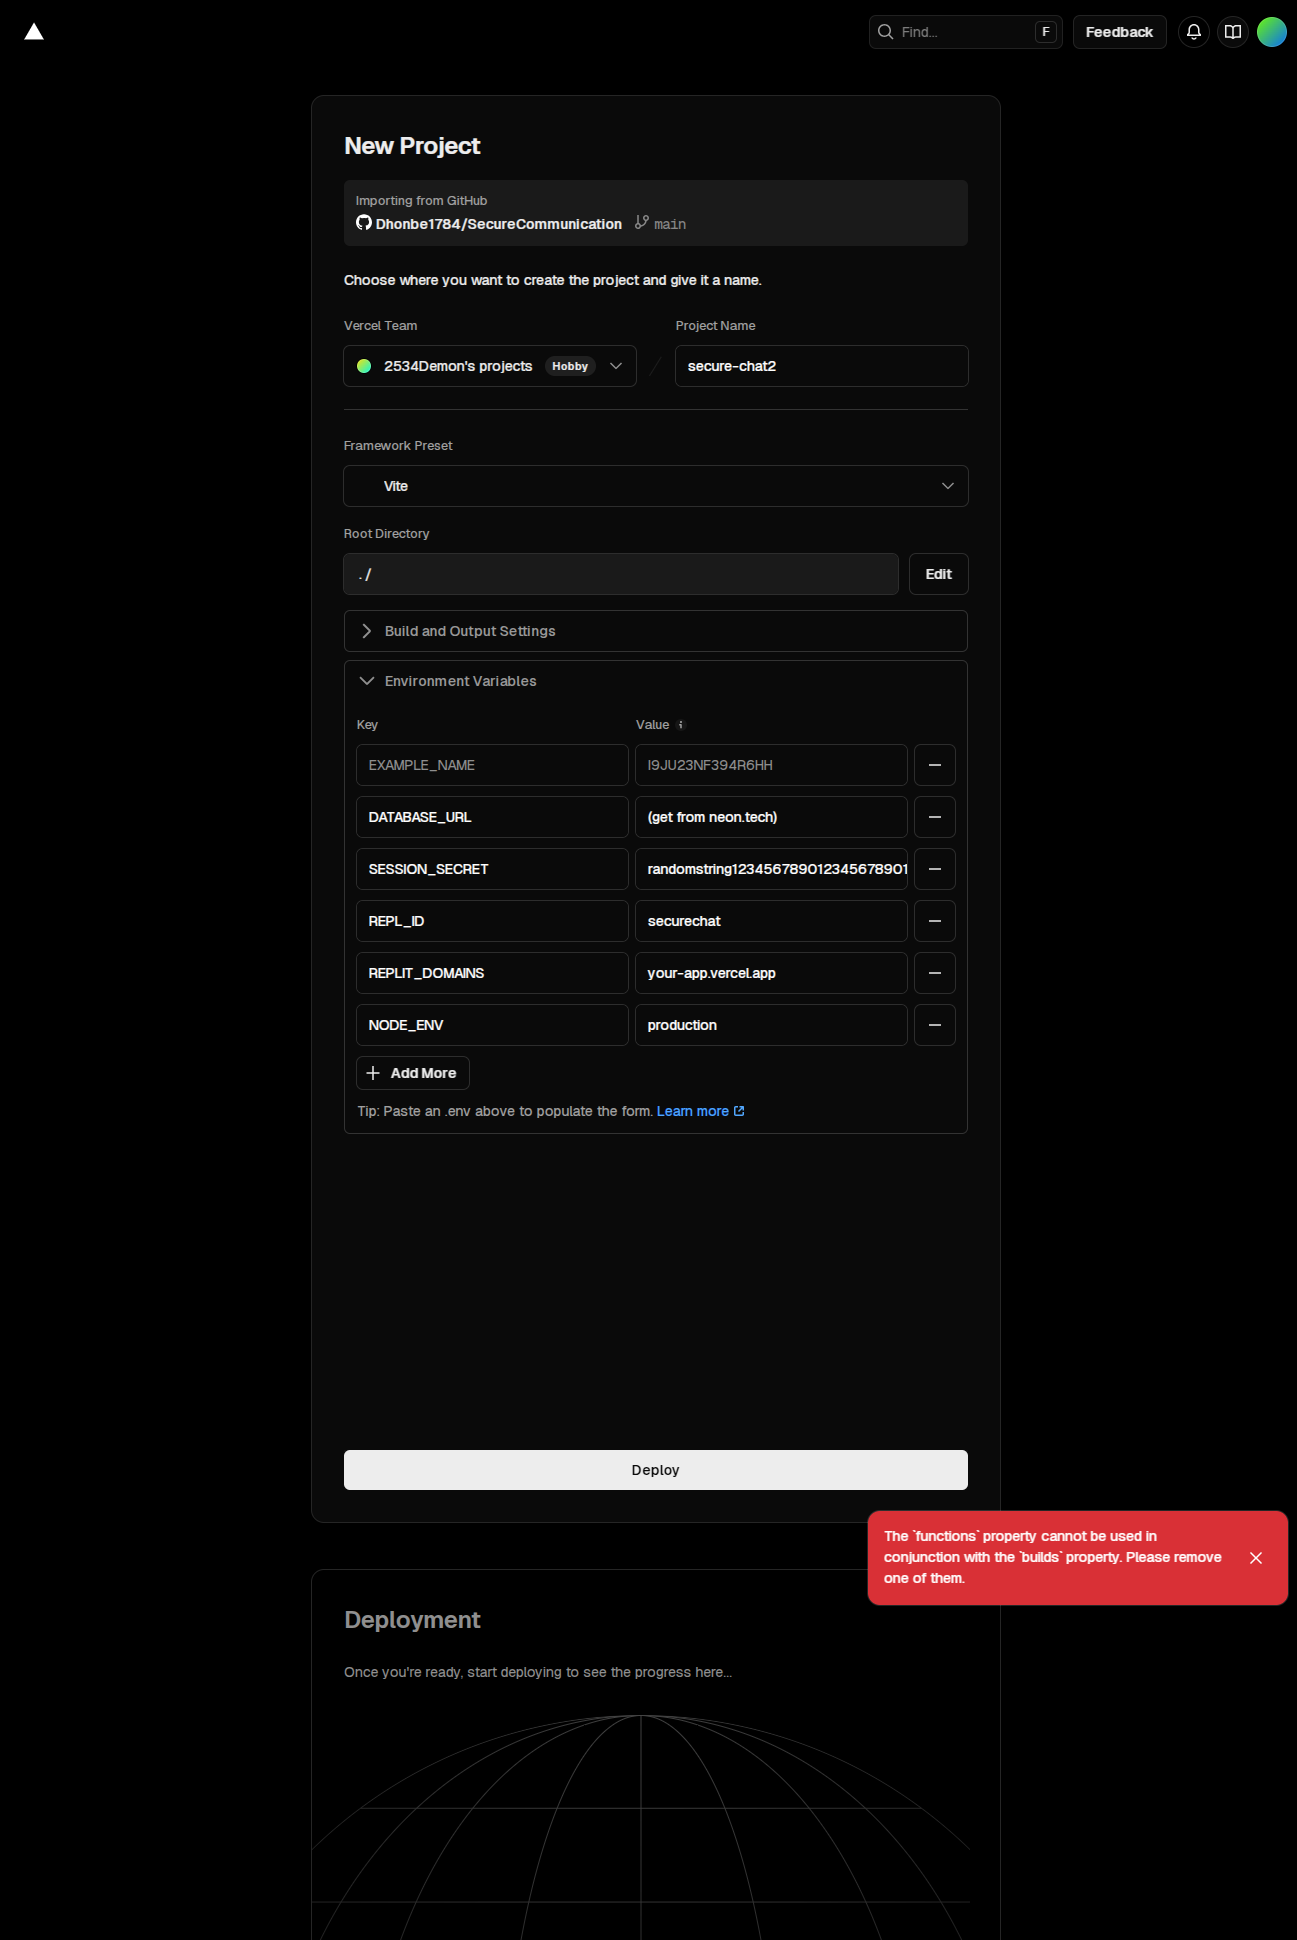 Find...
F
Feedback
New Project
Importing from GitHub
Dhonbe1784/SecureCommunication
main
Choose where you want to create the project and give it a name.
Vercel Team
Project Name
2534Demon's projects
Hobby
secure-chat2
Framework Preset
Vite
Root Directory
./
Edit
Build and Output Settings
Environment Variables
Key
Value
EXAMPLE_NAME
I9JU23NF394R6HH
DATABASE_URL
(get from neon.tech)
SESSION_SECRET
randomstring123456789012345678901
REPL_ID
securechat
REPLIT_DOMAINS
your-app.vercel.app
NODE_ENV
production
Add More
Tip: Paste an .env above to populate the form. Learn more
Deploy
The `functions` property cannot be used in
conjunction with the `builds` property. Please remove
one of them.
Deployment
Once you're ready, start deploying to see the progress here...